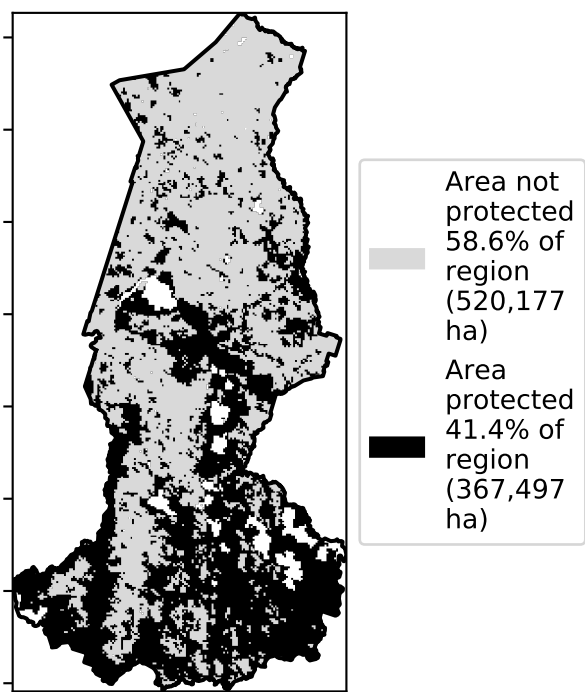 Area not
protected
58.6% of
region
(520,177
ha)
Area
protected
41.4% of
region
(367,497
ha)